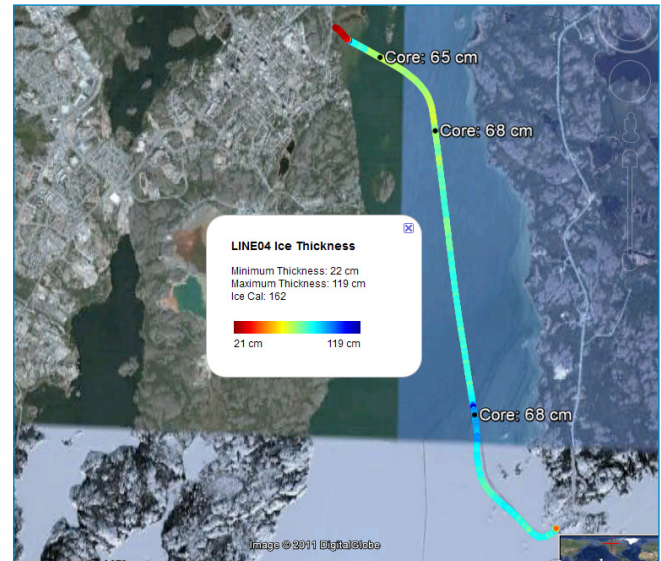 Core: 65 cm
Core: 68 cm
LINE04 Ice Thickness
Minimum Thickness: 22 cm
Maximum Thickness: 119 cm
Ice Cal: 162
21 cm 119 cm
Core: 68 cm
Image © 2011 DigitalGlobe